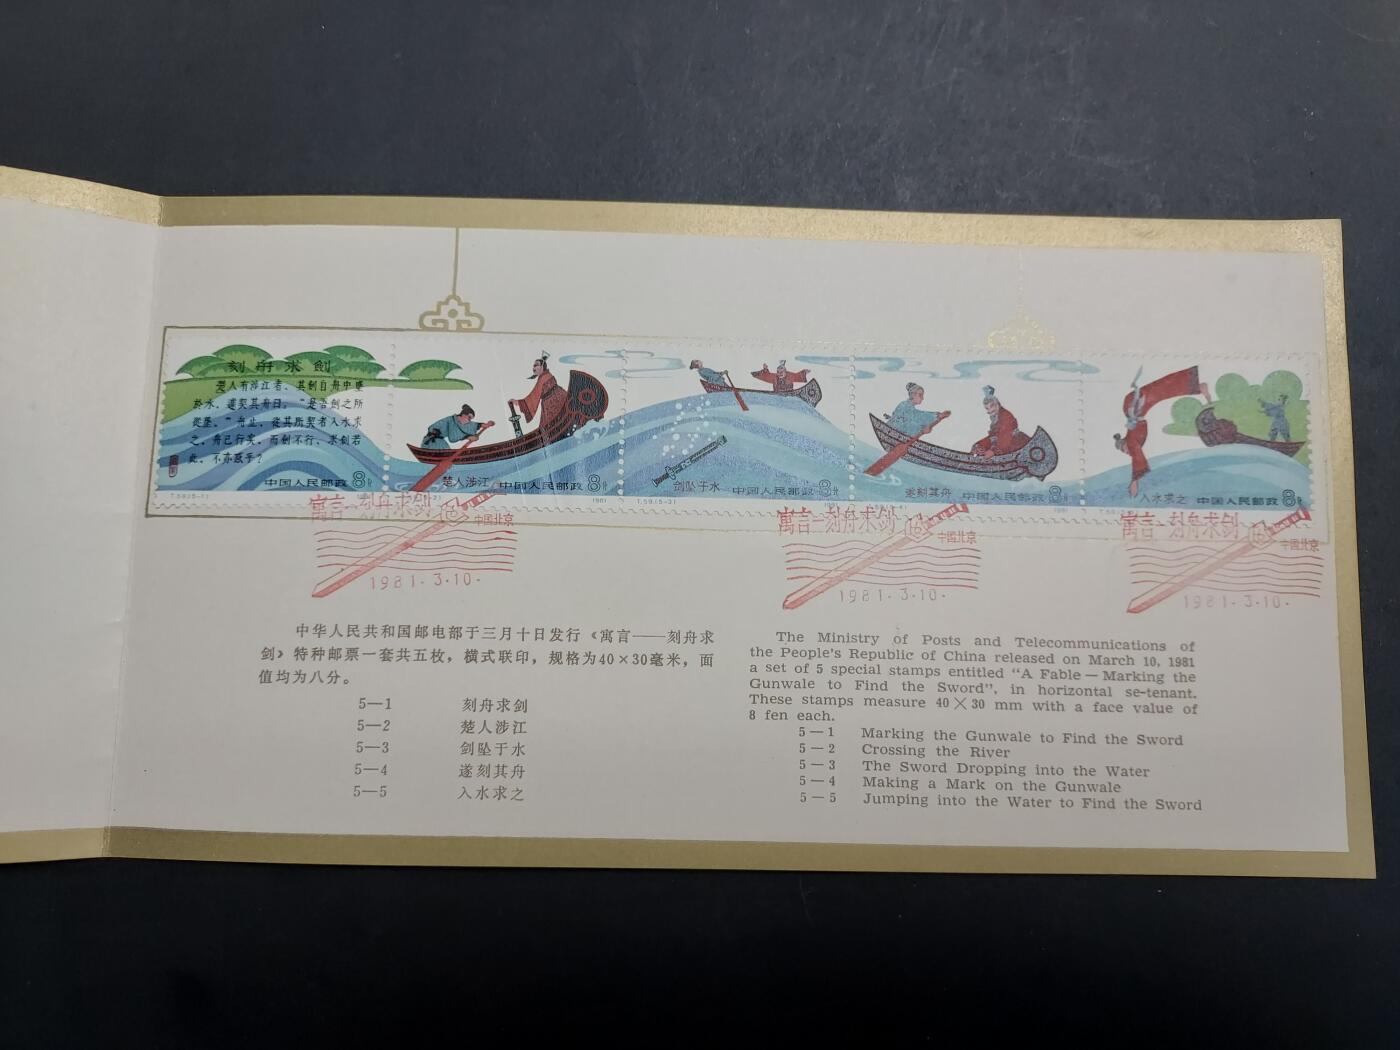 刻舟求劍
楚人有涉江者，其劍自舟中墜
於水，遽契其舟曰，“是吾劍之所
從墜。”舟止，從其所契者入水求
之。舟已行矣，而劍不行，求劍若
此，不亦惑乎？
中国人民邮政 8分
T.59.(5-1)
楚人涉江
中国人民邮政 8分
1981
剑坠于水
中国人民邮政 8分
T.59.(5-3)
遂刻其舟
中国人民邮政 8分
1981
入水求之
中国人民邮政 8分
寓言—刻舟求剑
中国北京
1981.3.10.
寓言—刻舟求剑
中国北京
1981.3.10.
寓言—刻舟求剑
中国北京
1981.3.10.
中华人民共和国邮电部于三月十日发行《寓言——刻舟求
剑》特种邮票一套共五枚，横式联印，规格为40×30毫米，面
值均为八分。
5—1 刻舟求剑
5—2 楚人涉江
5—3 剑坠于水
5—4 遂刻其舟
5—5 入水求之
The Ministry of Posts and Telecommunications of
the People's Republic of China released on March 10, 1981
a set of 5 special stamps entitled "A Fable — Marking the
Gunwale to Find the Sword", in horizontal se-tenant.
These stamps measure 40×30 mm with a face value of
8 fen each.
5 — 1 Marking the Gunwale to Find the Sword
5 — 2 Crossing the River
5 — 3 The Sword Dropping into the Water
5 — 4 Making a Mark on the Gunwale
5 — 5 Jumping into the Water to Find the Sword